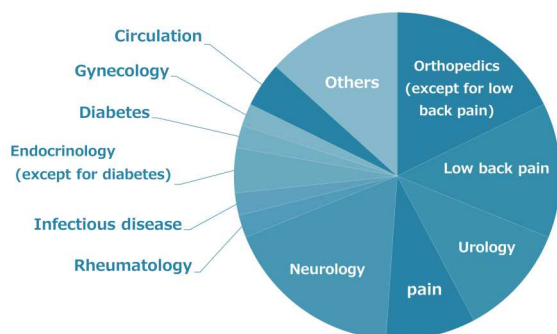 Circulation
Gynecology
Diabetes
Endocrinology
(except for diabetes)
Infectious disease
Rheumatology
Others
Orthopedics
(except for low
back pain)
Low back pain
Urology
pain
Neurology